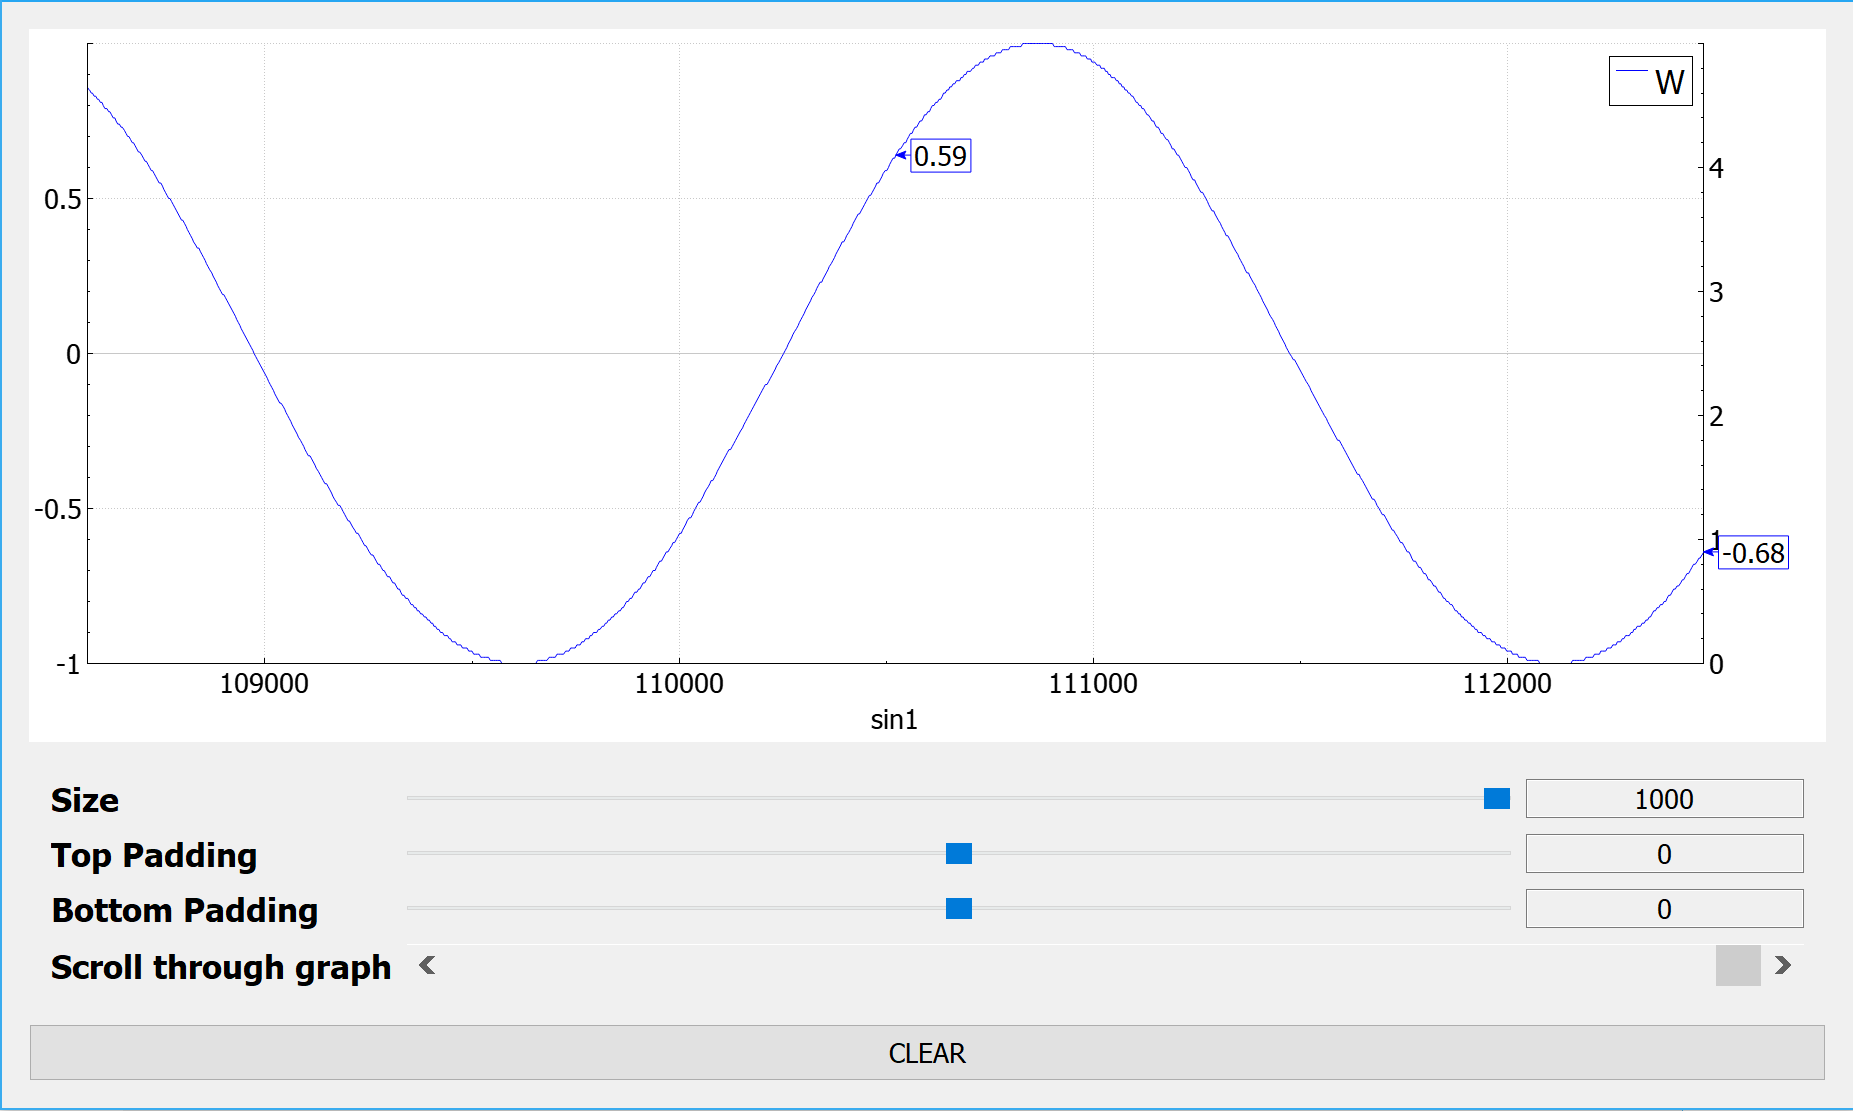 W
0.59
4
0.5
3
0
2
-0.5
1
-0.68
-1
0
109000 110000 111000 112000
sin1
Size 1000
Top Padding 0
Bottom Padding 0
Scroll through graph
CLEAR